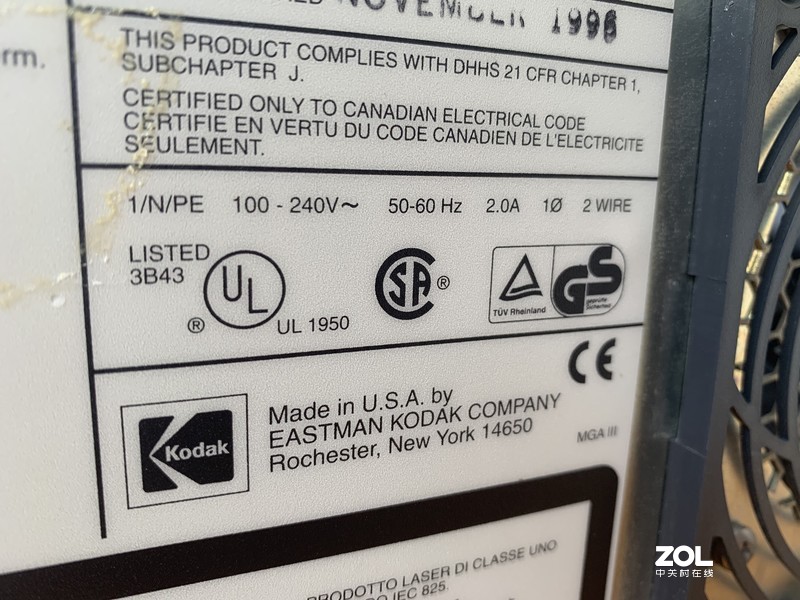 NOVEMBER 1996
rm.
THIS PRODUCT COMPLIES WITH DHHS 21 CFR CHAPTER 1,
SUBCHAPTER J.
CERTIFIED ONLY TO CANADIAN ELECTRICAL CODE
CERTIFIE EN VERTU DU CODE CANADIEN DE L'ELECTRICITE
SEULEMENT.
1/N/PE 100 - 240V~ 50-60 Hz 2.0A 1Ø 2 WIRE
LISTED
3B43
UL
® UL 1950
SA ®
TÜV Rheinland
GS
geprüfte
Sicherheit
CE
Kodak
Made in U.S.A. by
EASTMAN KODAK COMPANY
Rochester, New York 14650
MGA III
PRODOTTO LASER DI CLASSE UNO
IEC 825.
ZOL
中关村在线